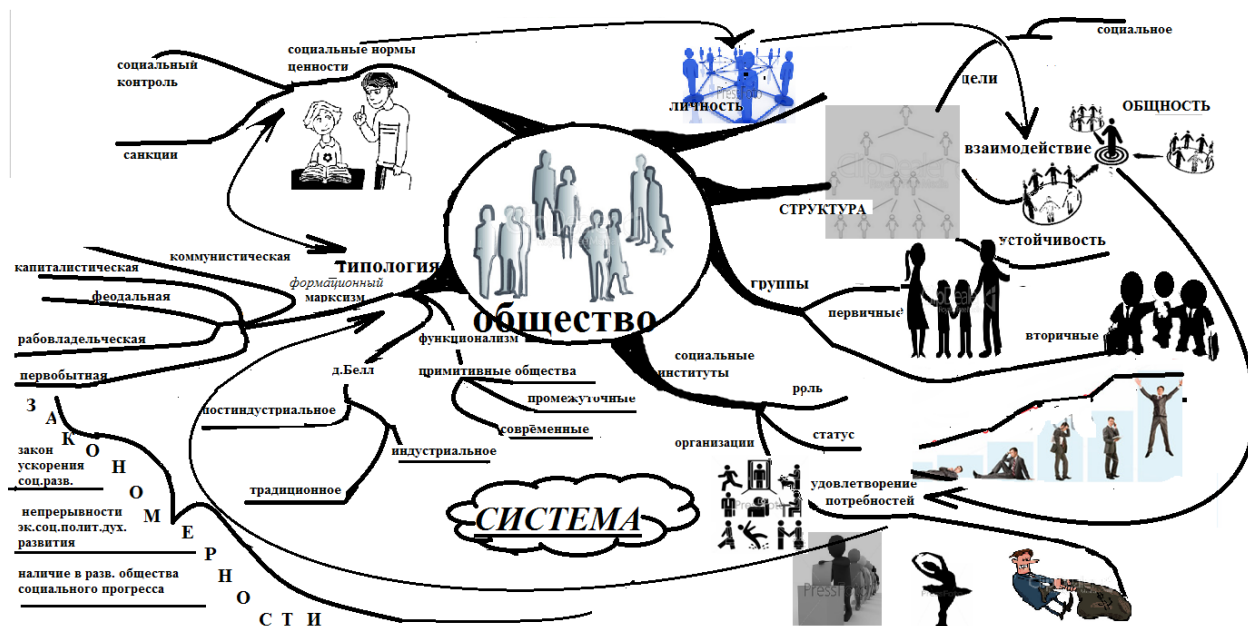 социальный
контроль
санкции
социальные нормы
ценности
личность
социальное
цели
ОБЩНОСТЬ
взаимодействие
СТРУКТУРА
устойчивость
группы
первичные
вторичные
общество
типология
формационный
марксизм
коммунистическая
капиталистическая
феодальная
рабовладельческая
первобытная
функционализм
примитивные общества
промежуточные
современные
д.Белл
постиндустриальное
индустриальное
традиционное
социальные
институты
роль
статус
организации
удовлетворение
потребностей
СИСТЕМА
ЗАКОНОМЕРНОСТИ
закон
ускорения
соц.разв.
непрерывности
эк.соц.полит.дух.
развития
наличие в разв. общества
социального прогресса